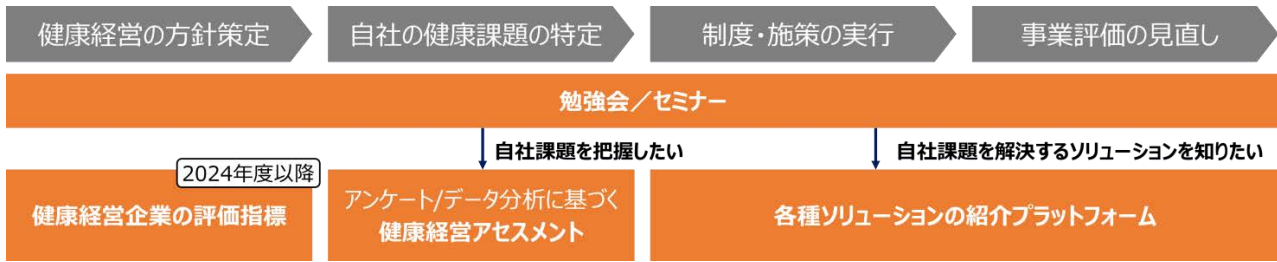 健康経営の方針策定
自社の健康課題の特定
制度・施策の実行
事業評価の見直し
勉強会／セミナー
自社課題を把握したい
自社課題を解決するソリューションを知りたい
2024年度以降
健康経営企業の評価指標
アンケート/データ分析に基づく
健康経営アセスメント
各種ソリューションの紹介プラットフォーム